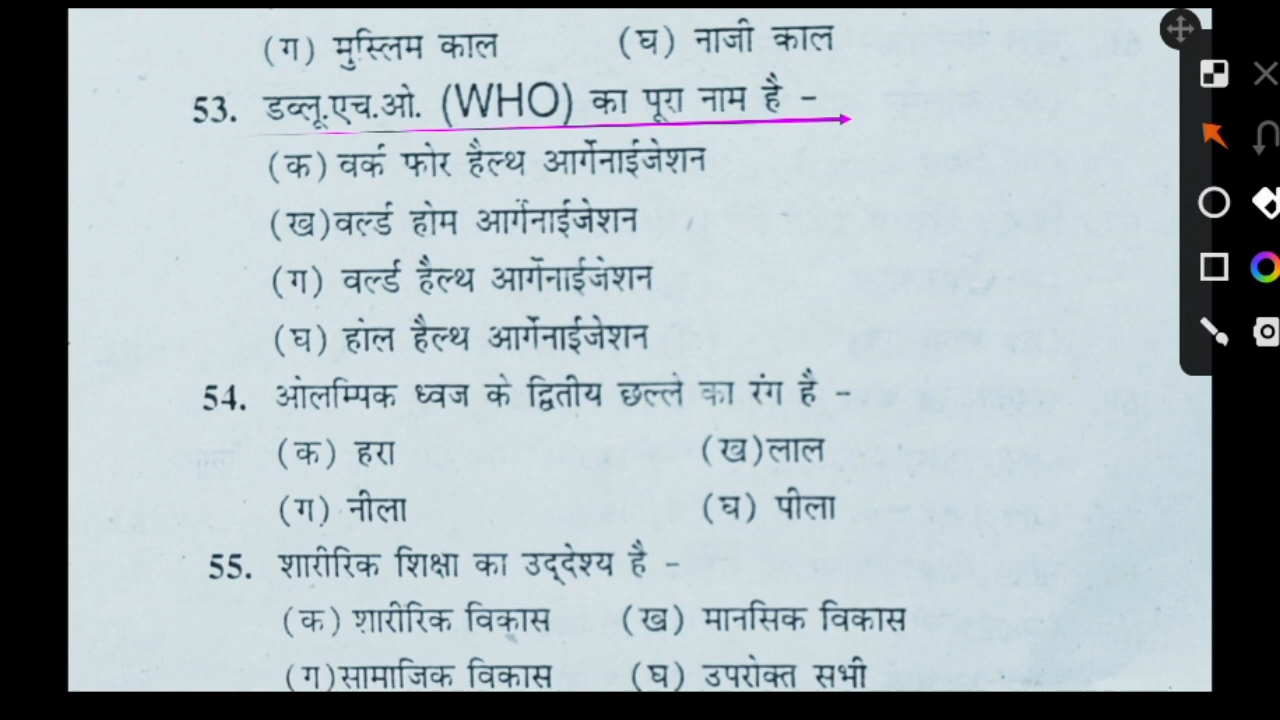 (ग) मुस्लिम काल (घ) नाजी काल
53. डब्लू.एच.ओ. (WHO) का पूरा नाम है -
(क) वर्क फोर हैल्थ आर्गेनाईजेशन
(ख) वर्ल्ड होम आर्गेनाईजेशन
(ग) वर्ल्ड हैल्थ आर्गेनाईजेशन
(घ) होल हैल्थ आर्गेनाईजेशन
54. ओलम्पिक ध्वज के द्वितीय छल्ले का रंग है -
(क) हरा (ख) लाल
(ग) नीला (घ) पीला
55. शारीरिक शिक्षा का उद्देश्य है -
(क) शारीरिक विकास (ख) मानसिक विकास
(ग) सामाजिक विकास (घ) उपरोक्त सभी